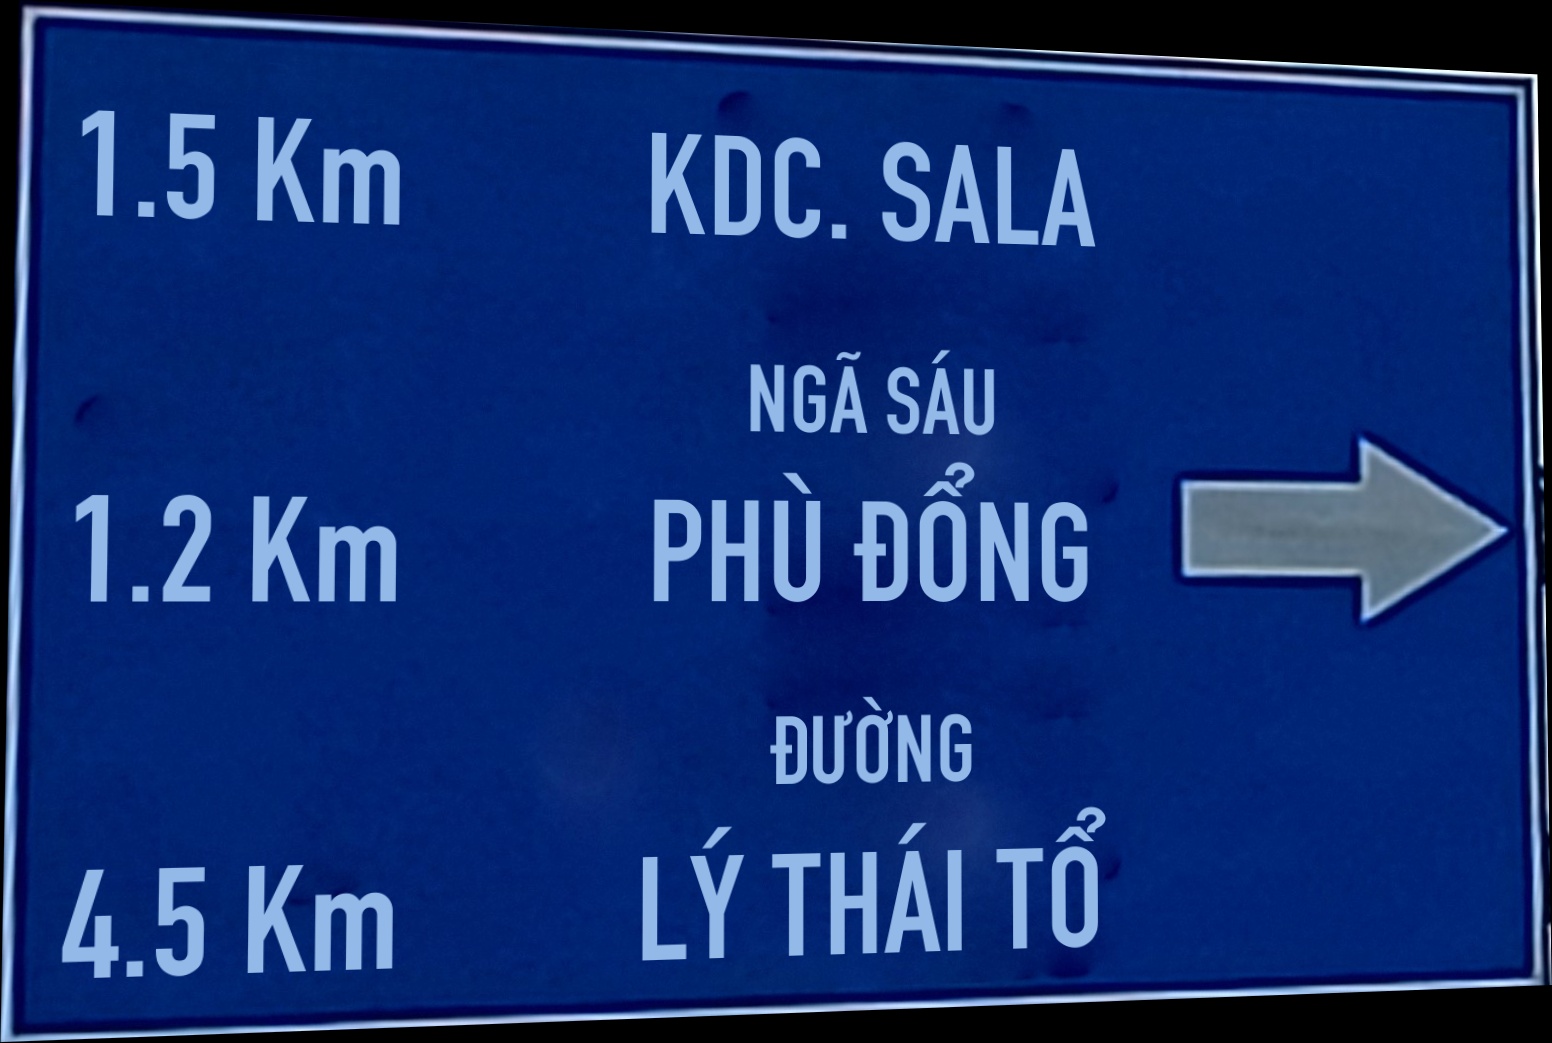 1.5 Km KDC. SALA
NGÃ SÁU
1.2 Km PHÙ ĐỔNG
ĐƯỜNG
4.5 Km LÝ THÁI TỔ